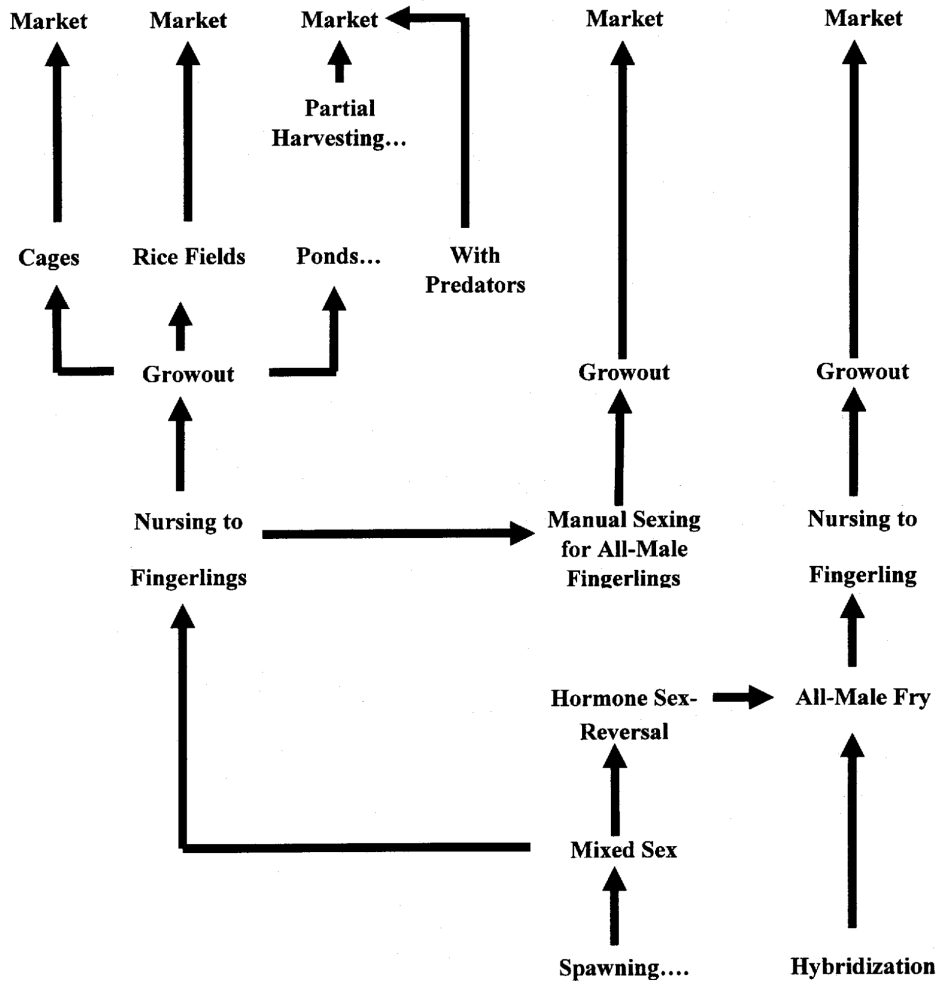 Market Market Market Market Market
Partial
Harvesting…
Cages Rice Fields Ponds… With
Predators
Growout Growout Growout
Nursing to Manual Sexing Nursing to
for All-Male
Fingerlings Fingerlings Fingerling
Hormone Sex- All-Male Fry
Reversal
Mixed Sex
Spawning…. Hybridization